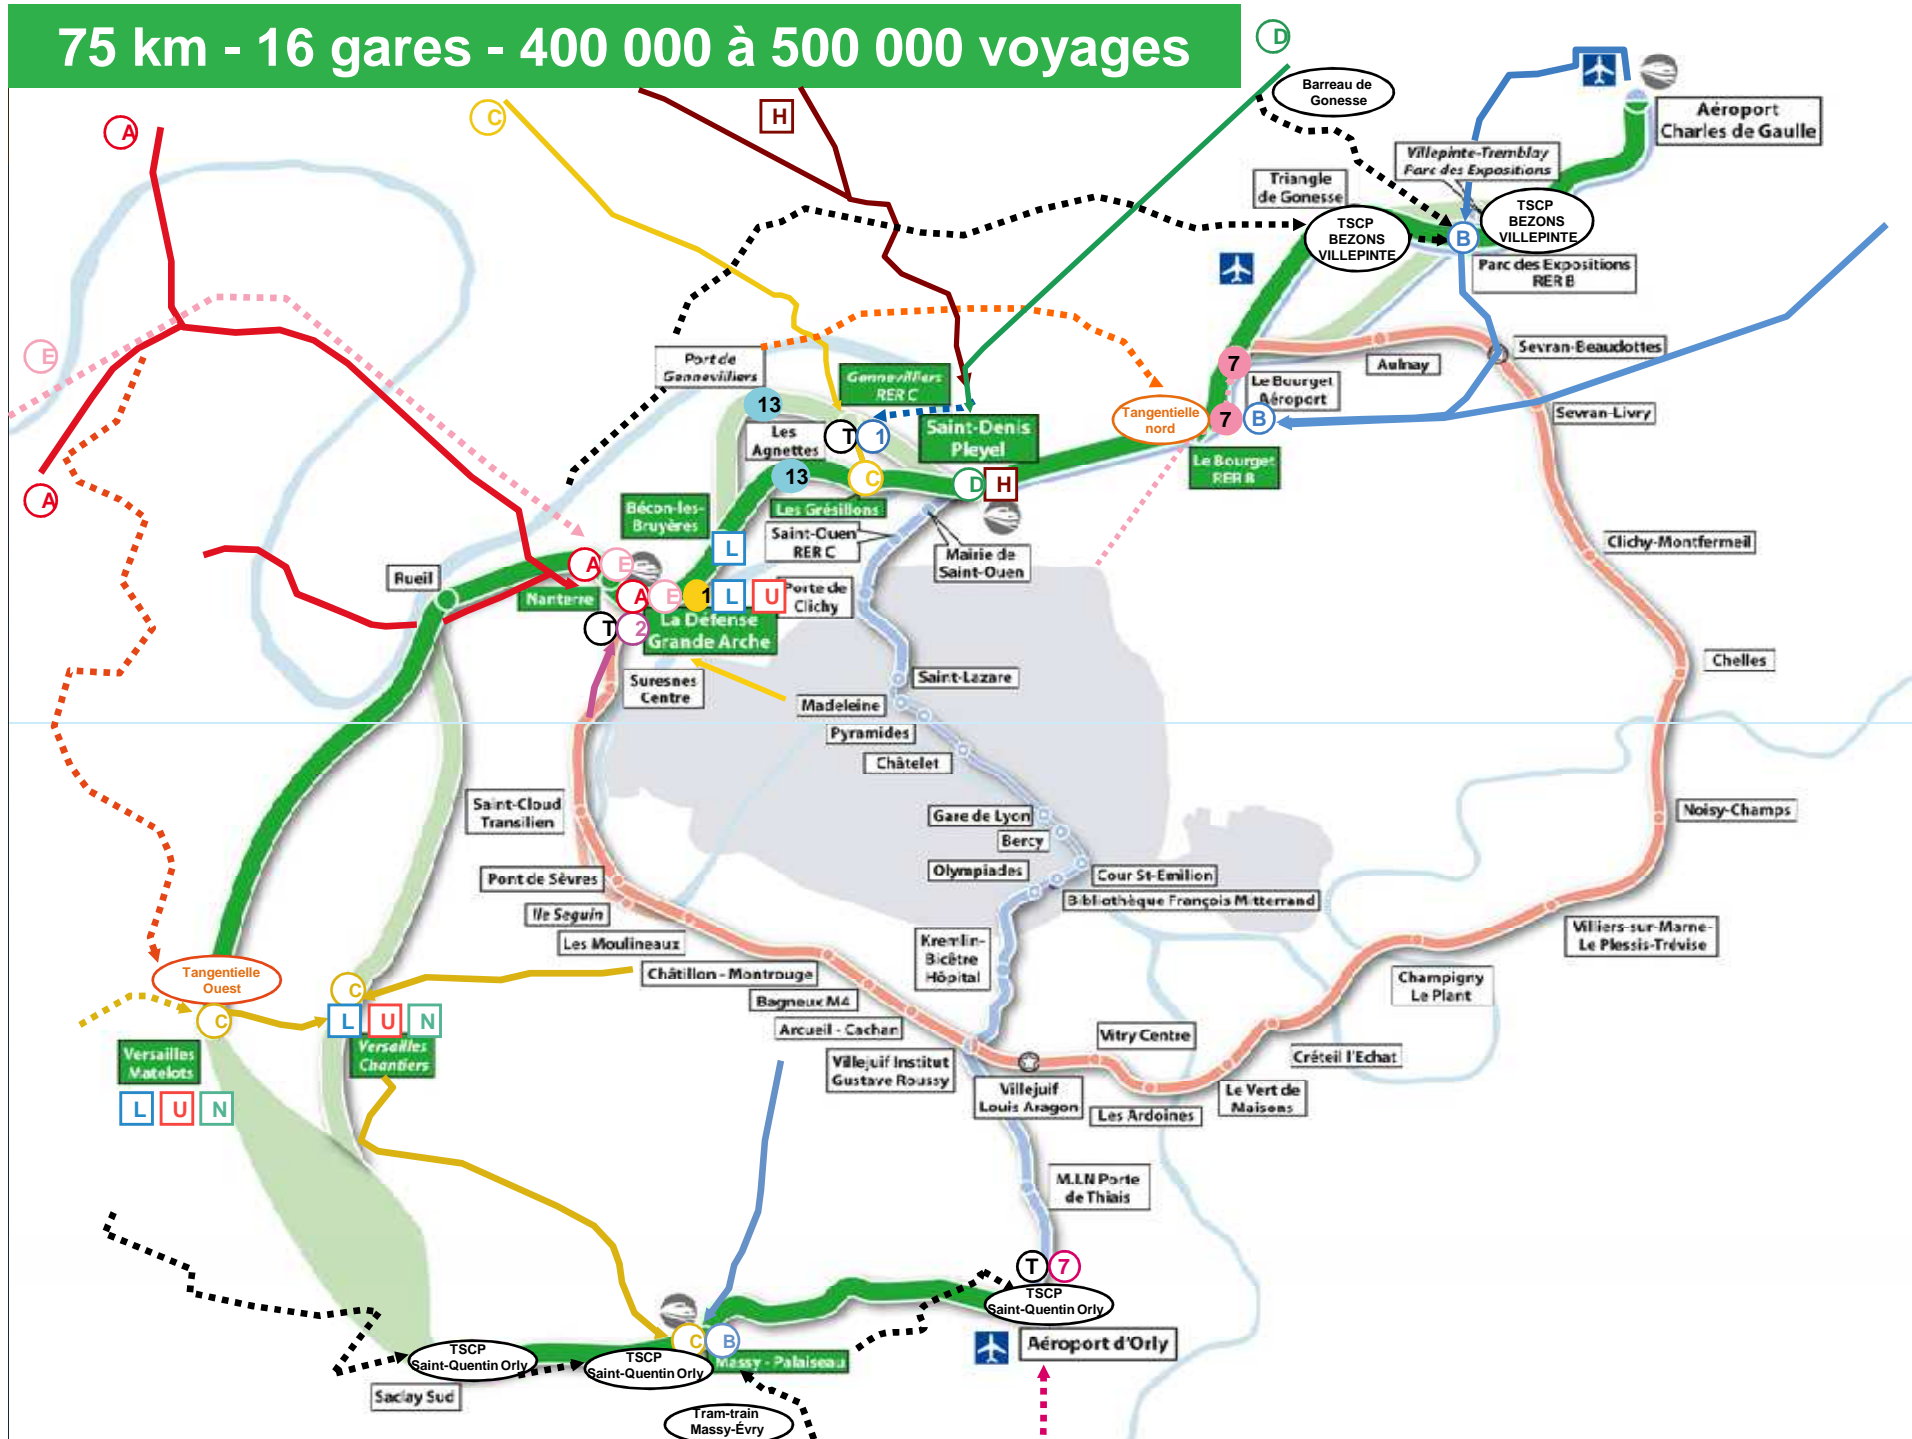 75 km - 16 gares - 400 000 à 500 000 voyages
D
Barreau de
Gonesse
Aéroport
Charles de Gaulle
A
C
H
Villepinte-Tremblay
Parc des Expositions
Triangle
de Gonesse
TSCP
BEZONS
VILLEPINTE
TSCP
BEZONS
VILLEPINTE
B
Parc des Expositions
RER B
E
Port de
Gennevilliers
Gennevilliers
RER C
7
Aulnay
Sevran-Beaudottes
Le Bourget
Aéroport
Sevran-Livry
13
Les
Agnettes
T 1
Saint-Denis
Pleyel
Tangentielle
nord
7 B
Le Bourget
RER B
13
C
D H
A
Bécon-les-
Bruyères
Les Grésillons
Saint-Ouen
RER C
Mairie de
Saint-Ouen
Clichy-Montfermeil
L
Rueil
A E
Nanterre
A E 1 L U
Porte de
Clichy
T 2
La Défense
Grande Arche
Suresnes
Centre
Saint-Lazare
Chelles
Madeleine
Pyramides
Châtelet
Saint-Cloud
Transilien
Gare de Lyon
Bercy
Noisy-Champs
Pont de Sèvres
Olympiades
Cour St-Emilion
Bibliothèque François Mitterrand
Ile Seguin
Les Moulineaux
Kremlin-
Bicêtre
Hôpital
Villiers-sur-Marne-
Le Plessis-Trévise
Tangentielle
Ouest
Châtillon - Montrouge
Champigny
Le Plant
C
C
L U N
Bagneux M4
Arcueil - Cachan
Versailles
Matelots
Versailles
Chantiers
Villejuif Institut
Gustave Roussy
Vitry Centre
Créteil l'Echat
L U N
Villejuif
Louis Aragon
Les Ardoines
Le Vert de
Maisons
M.I.N Porte
de Thiais
T 7
TSCP
Saint-Quentin Orly
Aéroport d'Orly
C B
Massy - Palaiseau
TSCP
Saint-Quentin Orly
TSCP
Saint-Quentin Orly
Saclay Sud
Tram-train
Massy-Évry